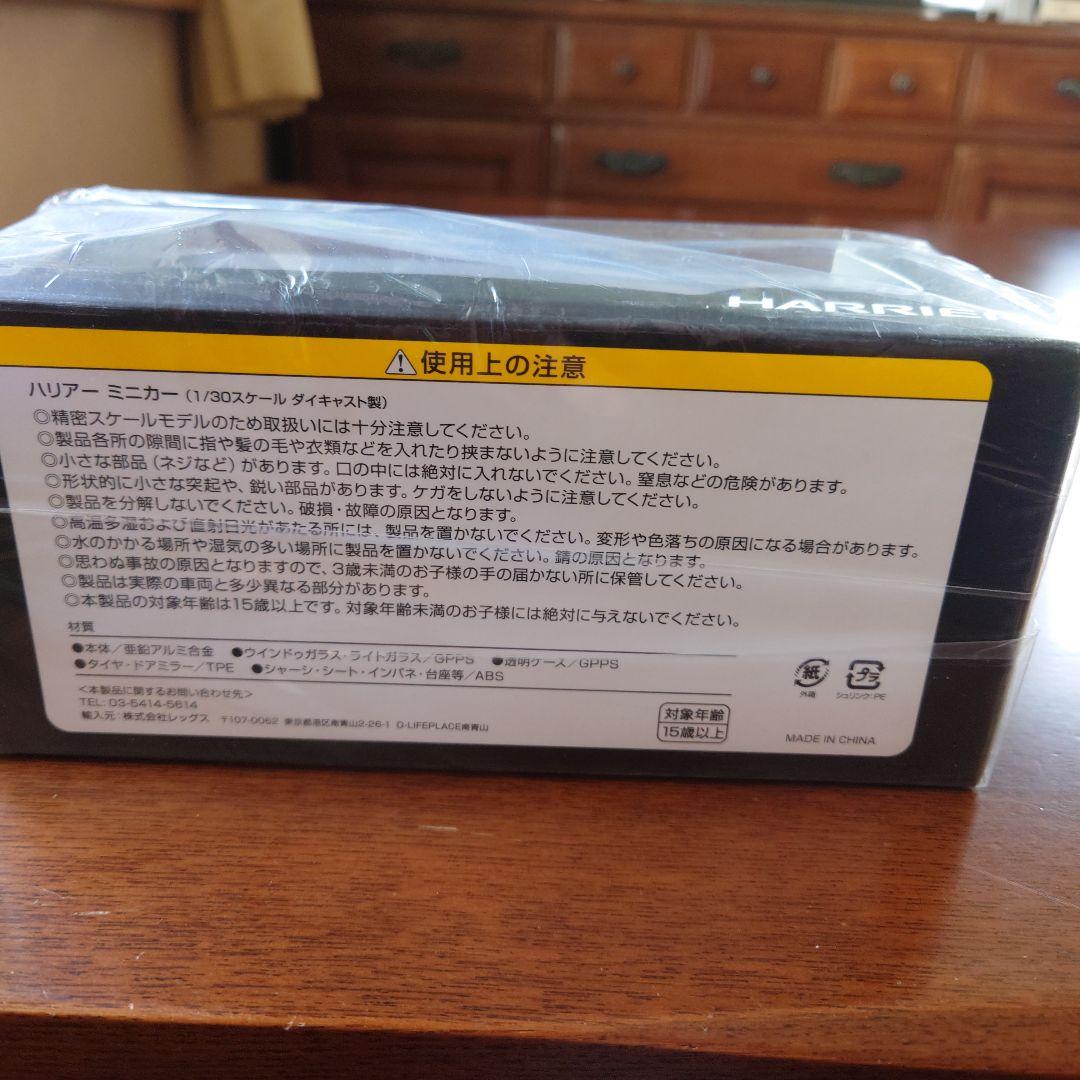 HARRIER
⚠使用上の注意
ハリアー ミニカー（1/30スケール ダイキャスト製）
◎精密スケールモデルのため取扱いには十分注意してください。
◎製品各所の隙間に指や髪の毛や衣類などを入れたり挟まないように注意してください。
◎小さな部品（ネジなど）があります。口の中には絶対に入れないでください。窒息などの危険があります。
◎形状的に小さな突起や、鋭い部品があります。ケガをしないように注意してください。
◎製品を分解しないでください。破損・故障の原因となります。
◎高温多湿および直射日光があたる所には、製品を置かないでください。変形や色落ちの原因になる場合があります。
◎水のかかる場所や湿気の多い場所に製品を置かないでください。錆の原因となります。
◎思わぬ事故の原因となりますので、3歳未満のお子様の手の届かない所に保管してください。
◎製品は実際の車両と多少異なる部分があります。
◎本製品の対象年齢は15歳以上です。対象年齢未満のお子様には絶対に与えないでください。
材質
●本体／亜鉛アルミ合金 ●ウインドゥガラス・ライトガラス／GPPS ●透明ケース／GPPS
●タイヤ・ドアミラー／TPE ●シャーシ・シート・インパネ・台座等／ABS
＜本製品に関するお問い合わせ先＞
TEL: 03-5414-5614
輸入元：株式会社レッグス 〒107-0062 東京都港区南青山2-26-1 D-LIFEPLACE南青山
対象年齢
15歳以上
紙
外箱
プラ
シュリンク：PE
MADE IN CHINA